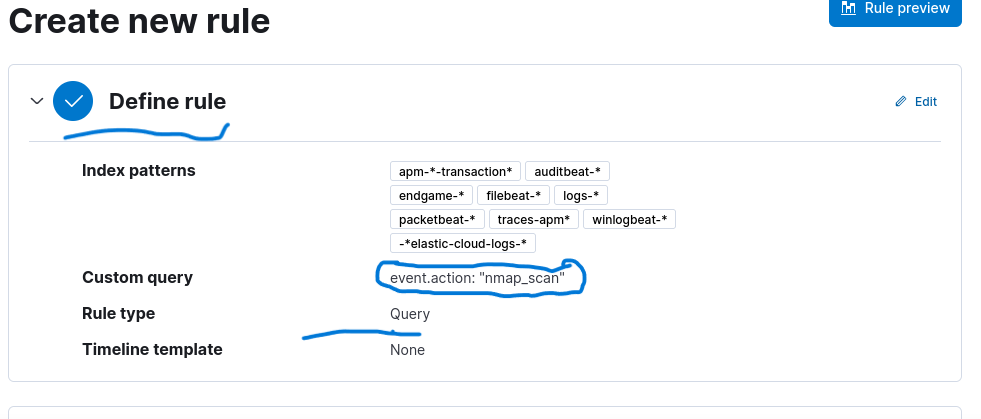 Create new rule
Rule preview
Define rule
Edit
Index patterns
apm-*-transaction* auditbeat-*
endgame-* filebeat-* logs-*
packetbeat-* traces-apm* winlogbeat-*
-*elastic-cloud-logs-*
Custom query event.action: "nmap_scan"
Rule type Query
Timeline template None